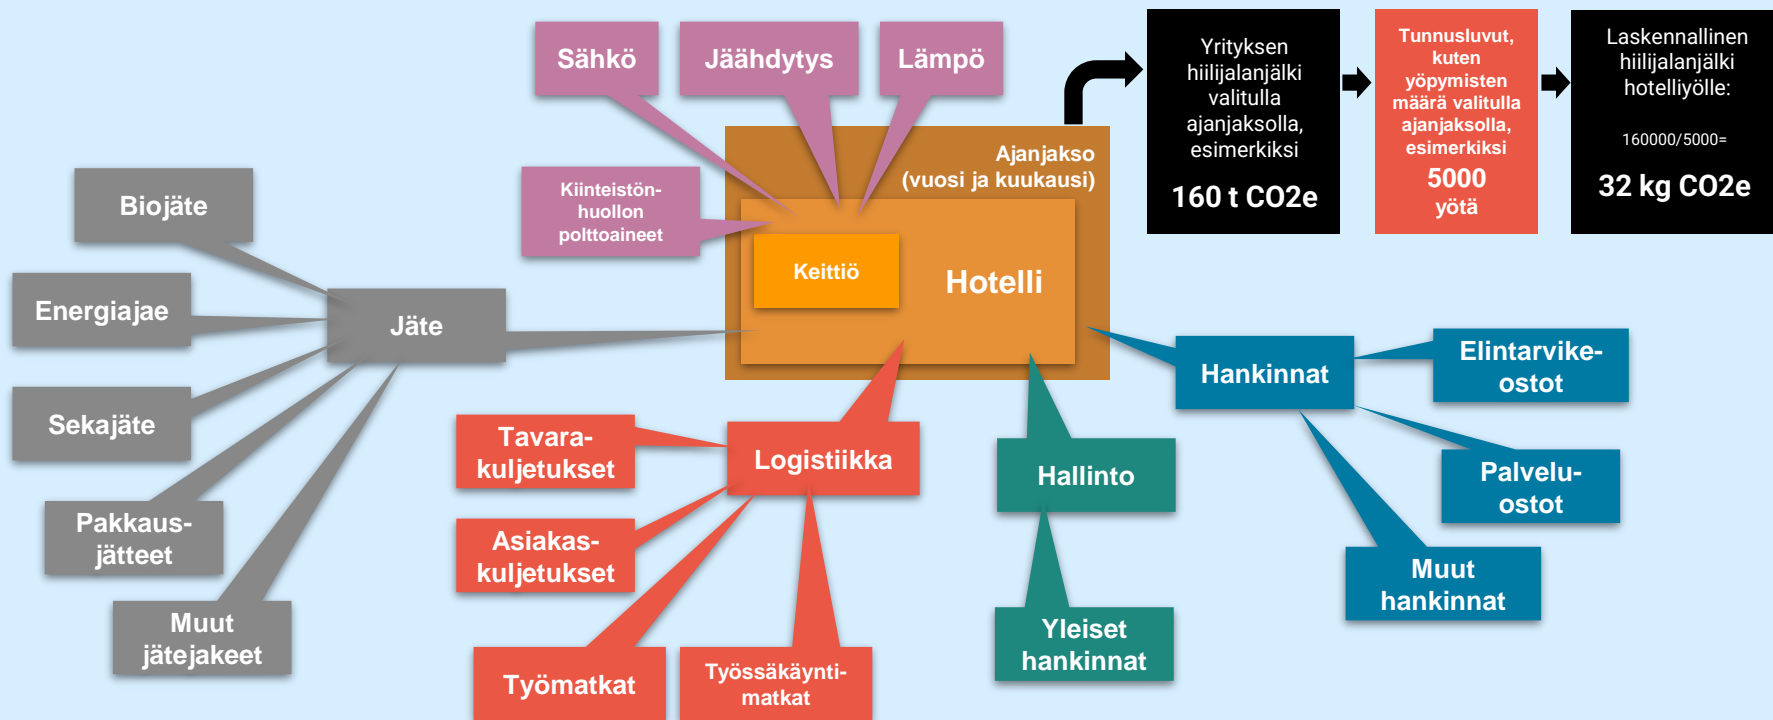 Sähkö
Jäähdytys
Lämpö
Kiinteistön-
huollon
polttoaineet
Ajanjakso
(vuosi ja kuukausi)
Keittiö
Hotelli
Yrityksen
hiilijalanjälki
valitulla
ajanjaksolla,
esimerkiksi
160 t CO2e
Tunnusluvut,
kuten
yöpymisten
määrä valitulla
ajanjaksolla,
esimerkiksi
5000
yötä
Laskennallinen
hiilijalanjälki
hotelliyölle:
160000/5000=
32 kg CO2e
Biojäte
Energiajae
Jäte
Sekajäte
Pakkaus-
jätteet
Muut
jätejakeet
Tavara-
kuljetukset
Logistiikka
Asiakas-
kuljetukset
Työmatkat
Työssäkäynti-
matkat
Hallinto
Yleiset
hankinnat
Hankinnat
Elintarvike-
ostot
Palvelu-
ostot
Muut
hankinnat